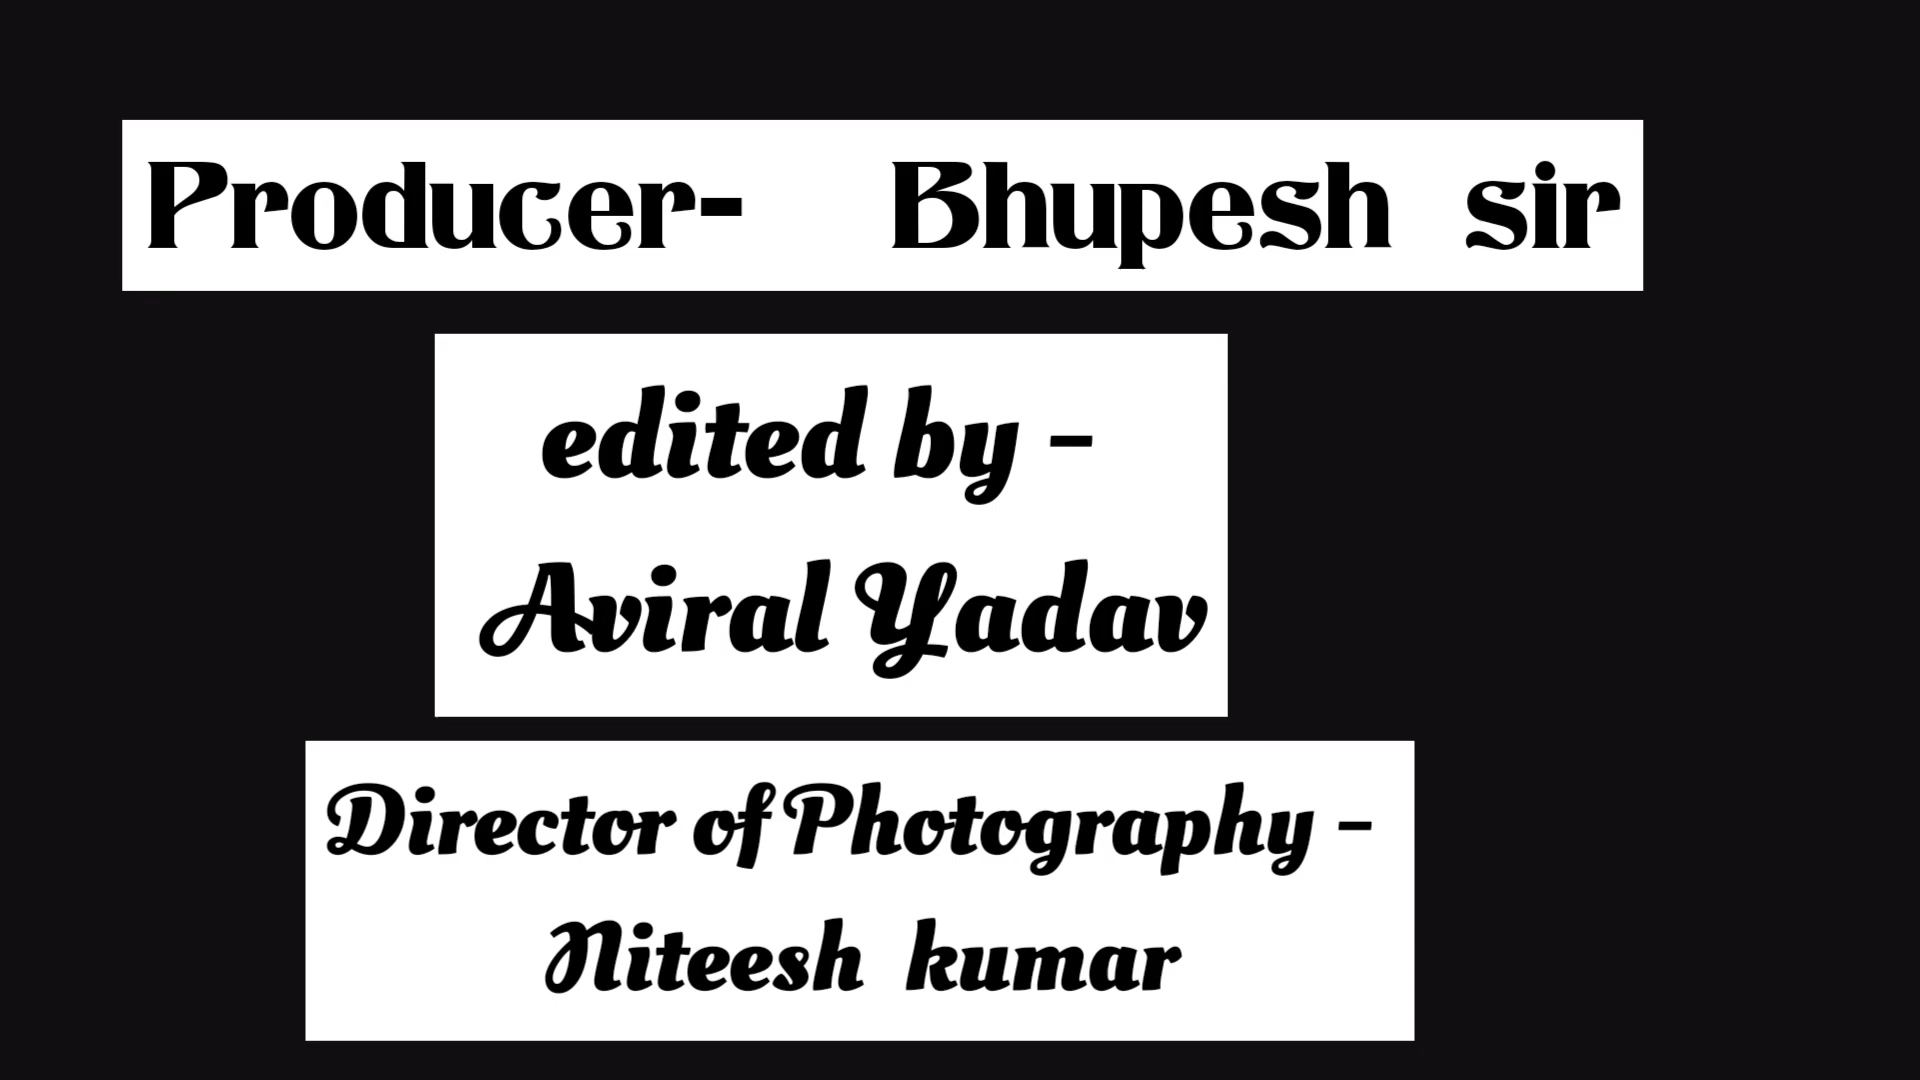 Producer- Bhupesh sir
edited by -
Aviral Yadav
Director of Photography -
Niteesh kumar